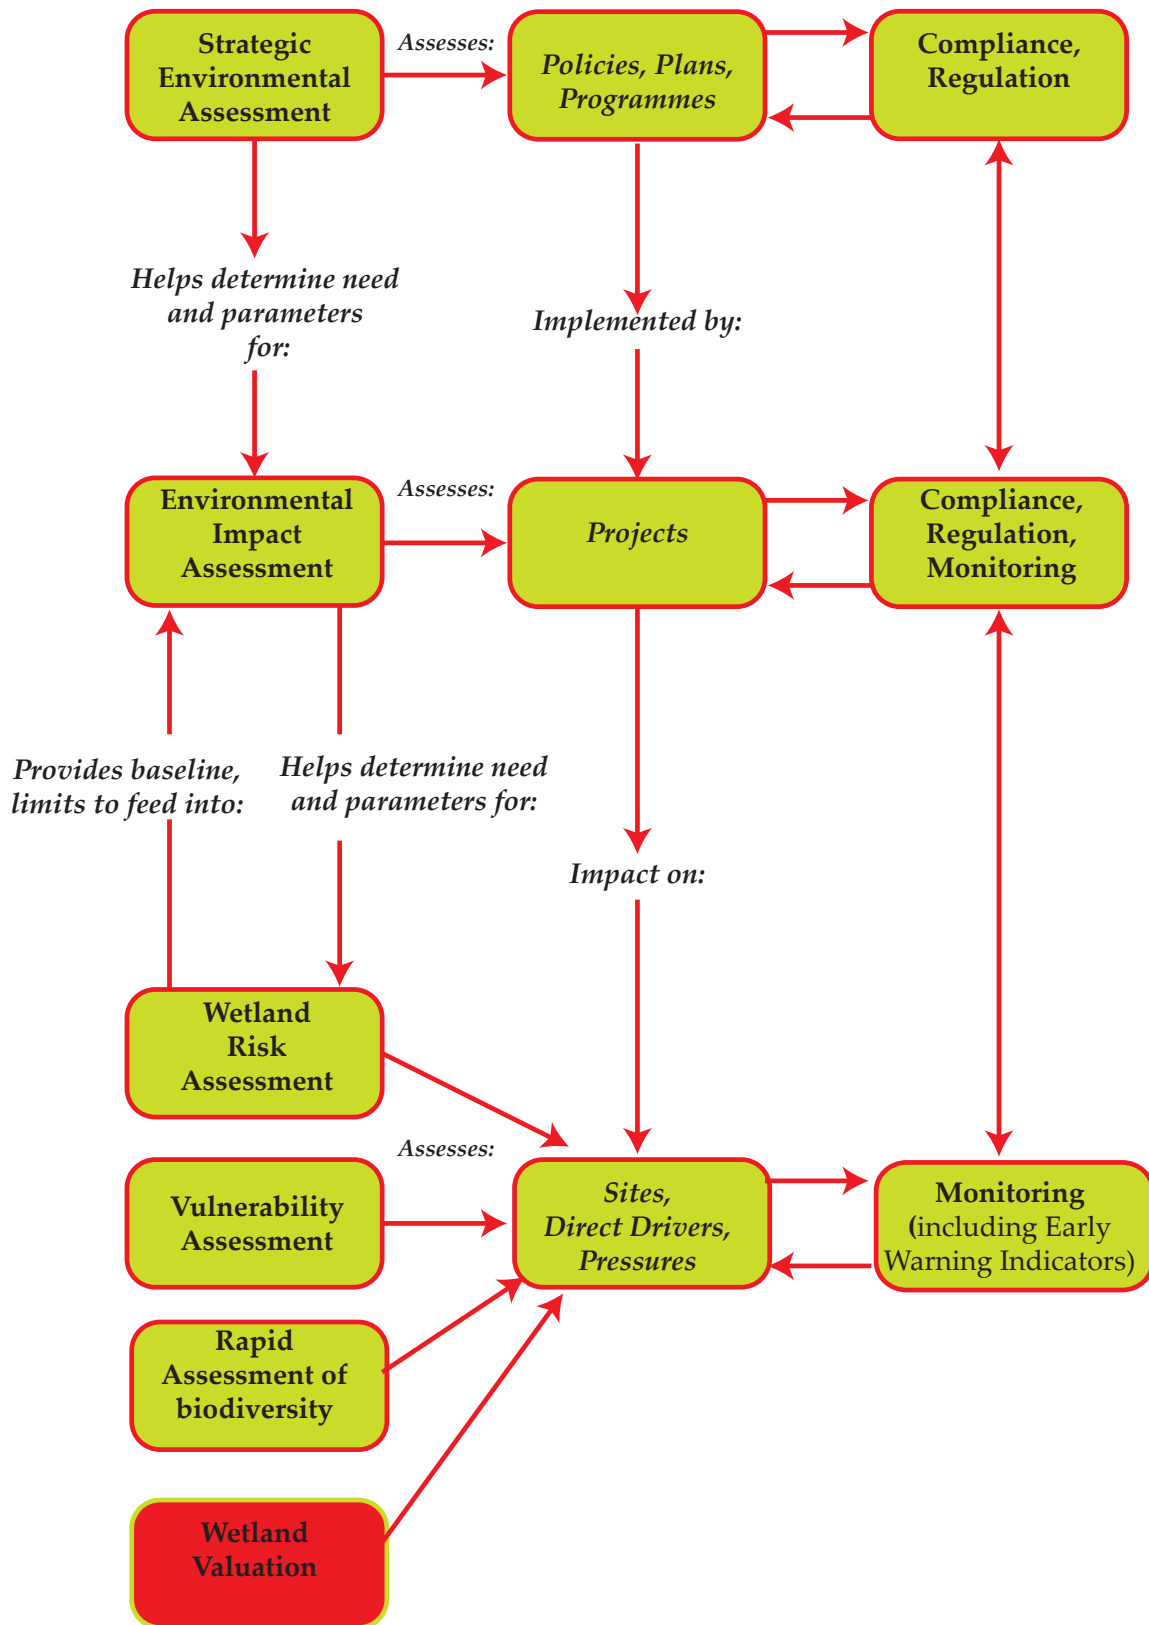 Strategic
Environmental
Assessment
Assesses:
Policies, Plans,
Programmes
Compliance,
Regulation
Helps determine need
and parameters
for:
Implemented by:
Environmental
Impact
Assessment
Assesses:
Projects
Compliance,
Regulation,
Monitoring
Provides baseline,
limits to feed into:
Helps determine need
and parameters for:
Impact on:
Wetland
Risk
Assessment
Assesses:
Vulnerability
Assessment
Sites,
Direct Drivers,
Pressures
Monitoring
(including Early
Warning Indicators)
Rapid
Assessment of
biodiversity
Wetland
Valuation